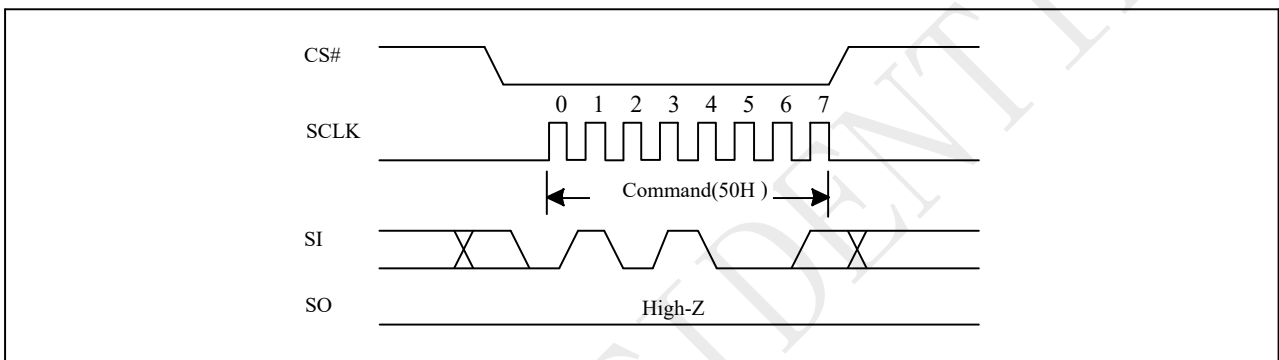 CS#
0 1 2 3 4 5 6 7
SCLK
Command(50H )
SI
SO
High-Z